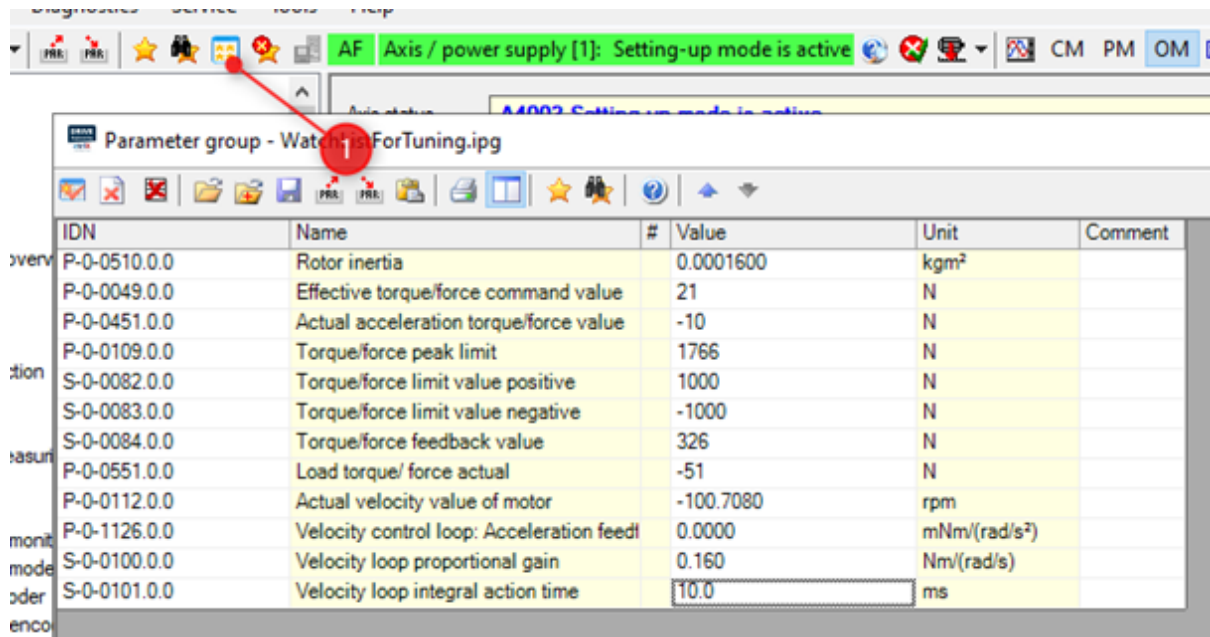 Diagnostics Service Tools Help
AF Axis / power supply [1]: Setting-up mode is active CM PM OM
Axis status A4002 Setting-up mode is active
1
Parameter group - WatchListForTuning.ipg
IDN Name # Value Unit Comment
P-0-0510.0.0 Rotor inertia 0.0001600 kgm²
P-0-0049.0.0 Effective torque/force command value 21 N
P-0-0451.0.0 Actual acceleration torque/force value -10 N
P-0-0109.0.0 Torque/force peak limit 1766 N
S-0-0082.0.0 Torque/force limit value positive 1000 N
S-0-0083.0.0 Torque/force limit value negative -1000 N
S-0-0084.0.0 Torque/force feedback value 326 N
P-0-0551.0.0 Load torque/ force actual -51 N
P-0-0112.0.0 Actual velocity value of motor -100.7080 rpm
P-0-1126.0.0 Velocity control loop: Acceleration feedf 0.0000 mNm/(rad/s²)
S-0-0100.0.0 Velocity loop proportional gain 0.160 Nm/(rad/s)
S-0-0101.0.0 Velocity loop integral action time 10.0 ms